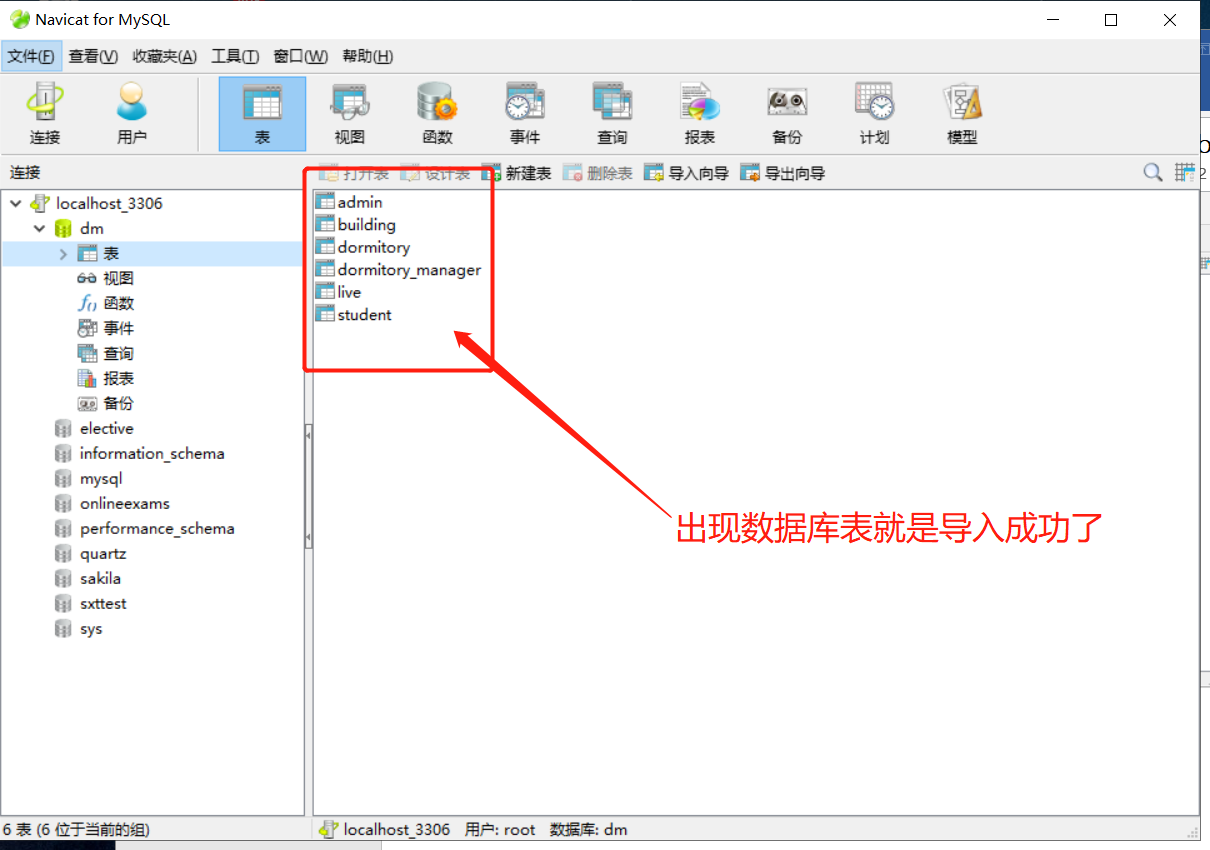 Navicat for MySQL
文件(F) 查看(V) 收藏夹(A) 工具(T) 窗口(W) 帮助(H)
连接 用户 表 视图 函数 事件 查询 报表 备份 计划 模型
连接 打开表 设计表 新建表 删除表 导入向导 导出向导
localhost_3306
dm
表
视图
函数
事件
查询
报表
备份
elective
information_schema
mysql
onlineexams
performance_schema
quartz
sakila
sxttest
sys
admin
building
dormitory
dormitory_manager
live
student
出现数据库表就是导入成功了
6 表 (6 位于当前的组) localhost_3306 用户: root 数据库: dm